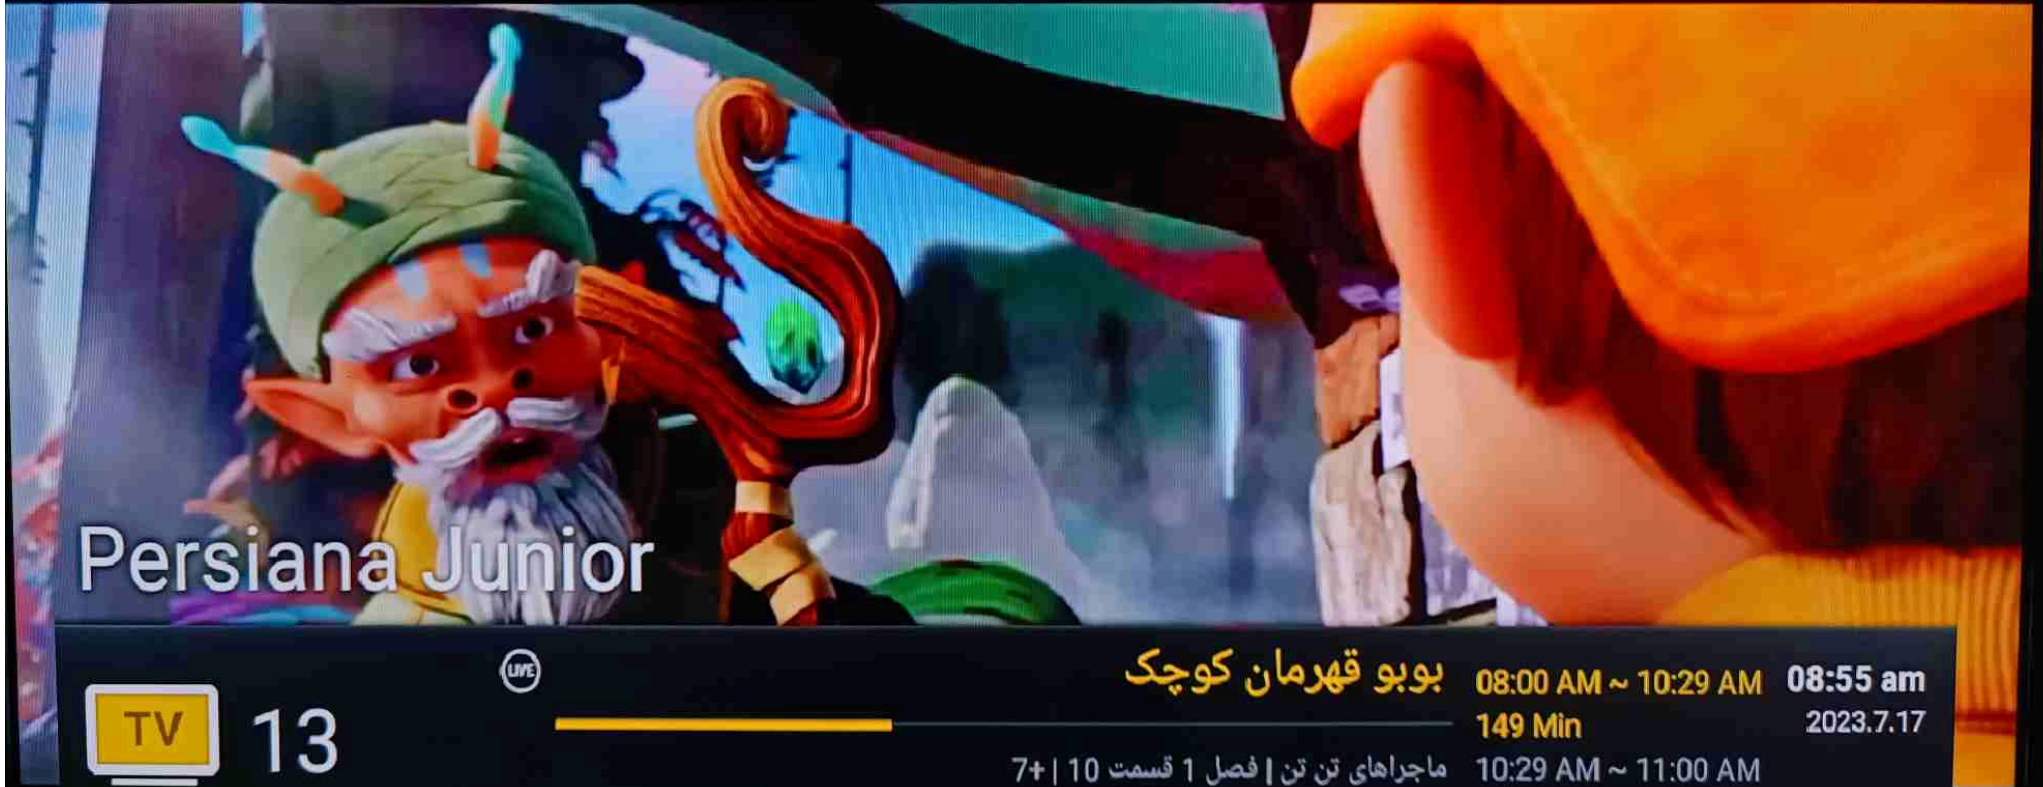 Persiana Junior
LIVE
TV
13
بوبو قهرمان کوچک
08:00 AM ~ 10:29 AM
08:55 am
149 Min
2023.7.17
ماجراهای تن تن | فصل 1 قسمت 10 | +7
10:29 AM ~ 11:00 AM